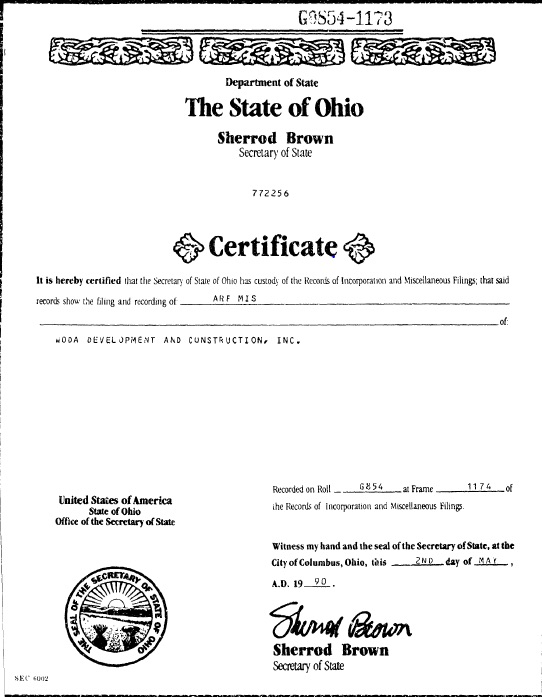 G0854-1173
Department of State
The State of Ohio
Sherrod Brown
Secretary of State
772256
Certificate
It is hereby certified that the Secretary of State of Ohio has custody of the Records of Incorporation and Miscellaneous Filings; that said
records show the filing and recording of ARF MIS
of:
WODA DEVELOPMENT AND CONSTRUCTION, INC.
Recorded on Roll G854 at Frame 1174 of
the Records of Incorporation and Miscellaneous Filings.
United States of America
State of Ohio
Office of the Secretary of State
Witness my hand and the seal of the Secretary of State, at the
City of Columbus, Ohio, this 2ND day of MAY,
A.D. 19 90.
THE SEAL OF THE SECRETARY OF STATE OF OHIO
Sherrod Brown
Sherrod Brown
Secretary of State
SEC 6002